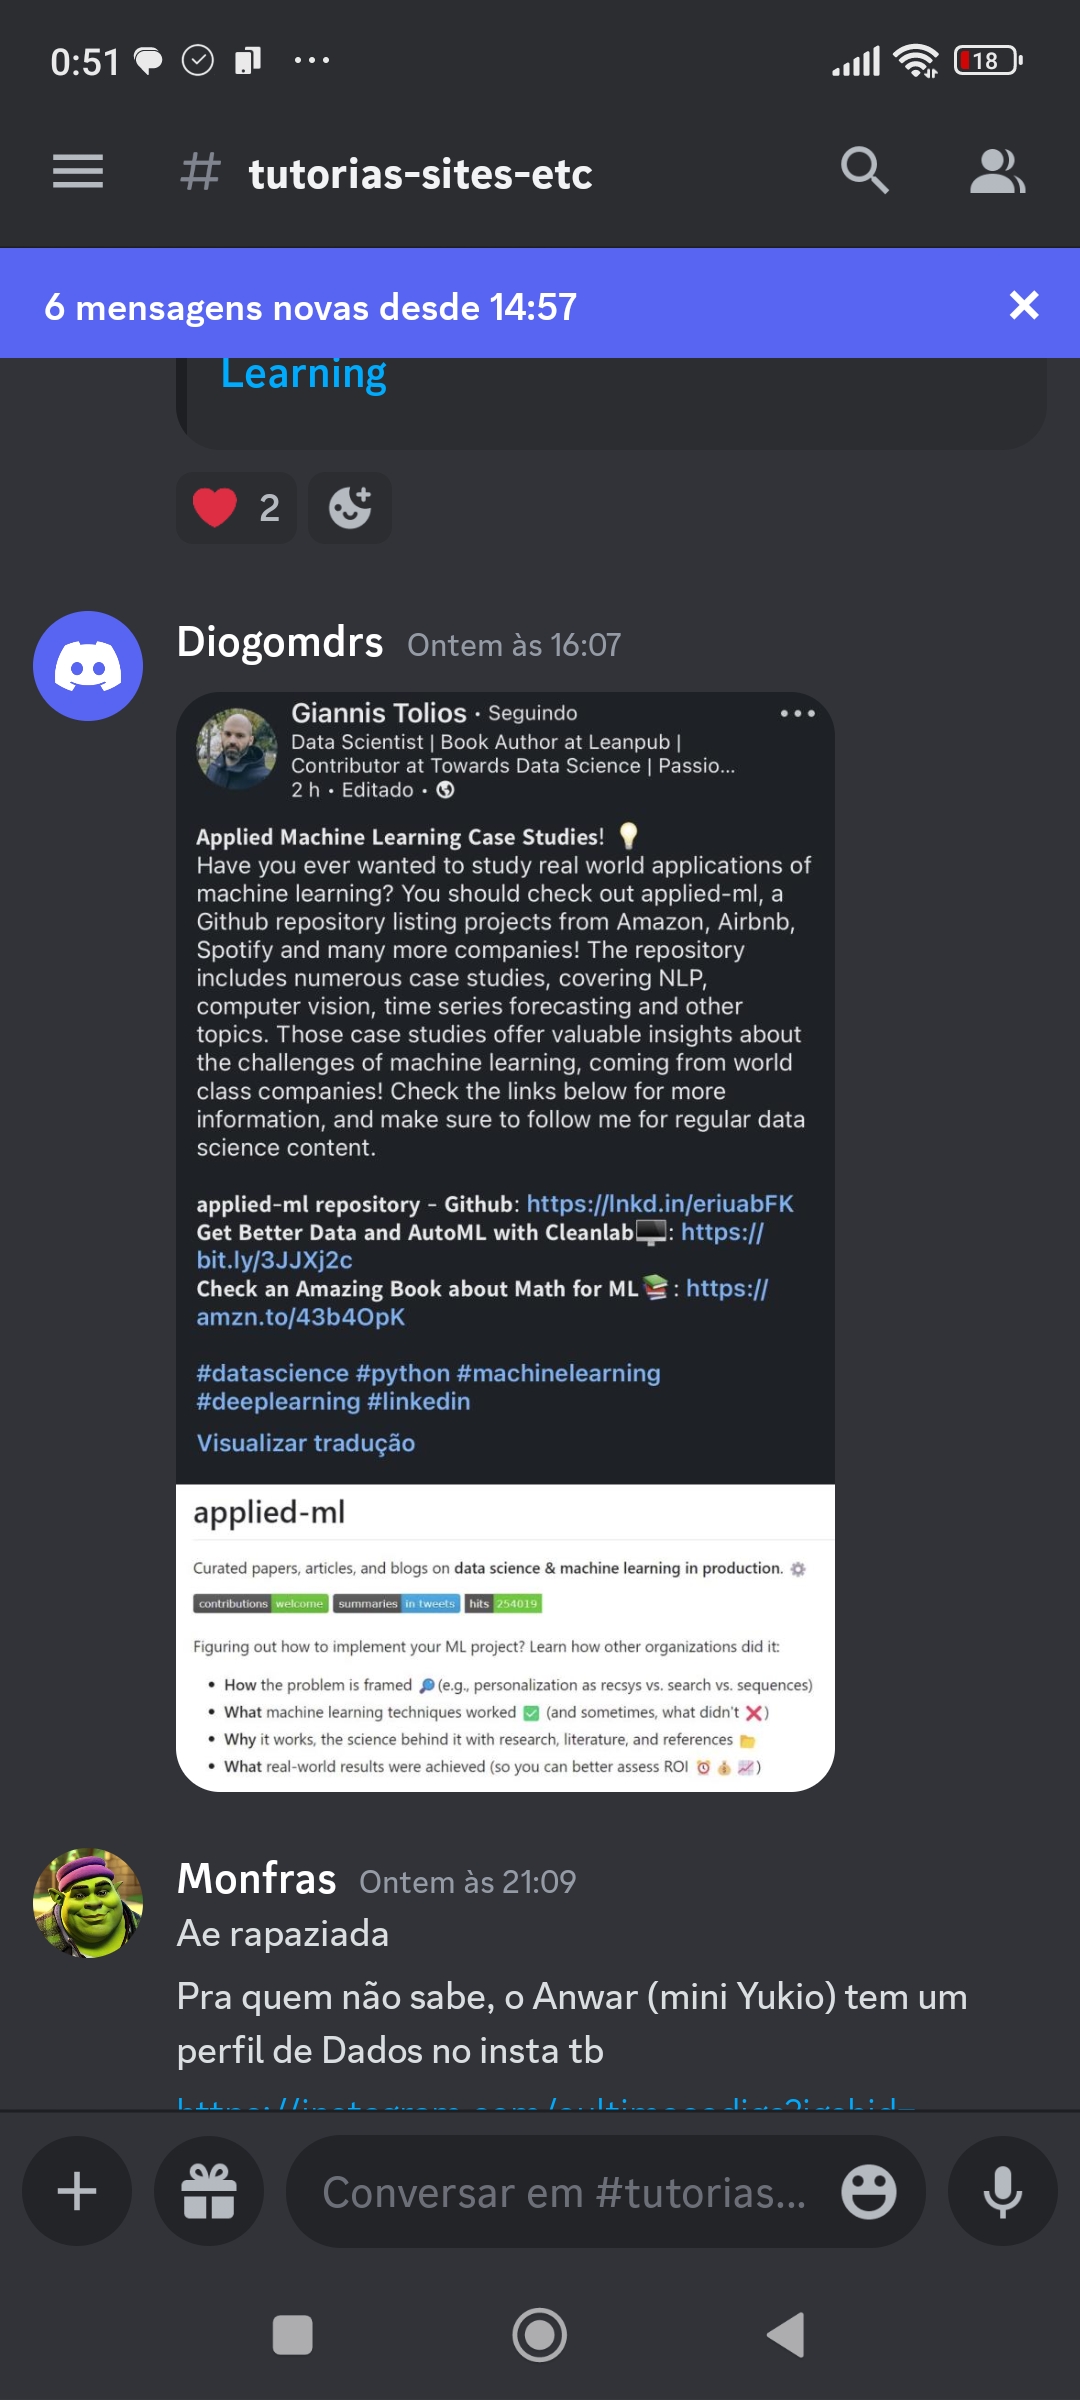 0:51
18
# tutorias-sites-etc
6 mensagens novas desde 14:57
Learning
2
Diogomdrs Ontem às 16:07
Giannis Tolios • Seguindo
Data Scientist | Book Author at Leanpub |
Contributor at Towards Data Science | Passio...
2 h • Editado •
Applied Machine Learning Case Studies! 💡
Have you ever wanted to study real world applications of
machine learning? You should check out applied-ml, a
Github repository listing projects from Amazon, Airbnb,
Spotify and many more companies! The repository
includes numerous case studies, covering NLP,
computer vision, time series forecasting and other
topics. Those case studies offer valuable insights about
the challenges of machine learning, coming from world
class companies! Check the links below for more
information, and make sure to follow me for regular data
science content.
applied-ml repository - Github: https://lnkd.in/eriuabFK
Get Better Data and AutoML with Cleanlab🖥️: https://
bit.ly/3JJXj2c
Check an Amazing Book about Math for ML📚: https://
amzn.to/43b4OpK
#datascience #python #machinelearning
#deeplearning #linkedin
Visualizar tradução
applied-ml
Curated papers, articles, and blogs on data science & machine learning in production. ⚙️
contributions welcome summaries in tweets hits 254019
Figuring out how to implement your ML project? Learn how other organizations did it:
• How the problem is framed 🔎(e.g., personalization as recsys vs. search vs. sequences)
• What machine learning techniques worked ✅ (and sometimes, what didn't ❌)
• Why it works, the science behind it with research, literature, and references 📂
• What real-world results were achieved (so you can better assess ROI ⏰💰📈)
Monfras Ontem às 21:09
Ae rapaziada
Pra quem não sabe, o Anwar (mini Yukio) tem um
perfil de Dados no insta tb
Conversar em #tutorias...